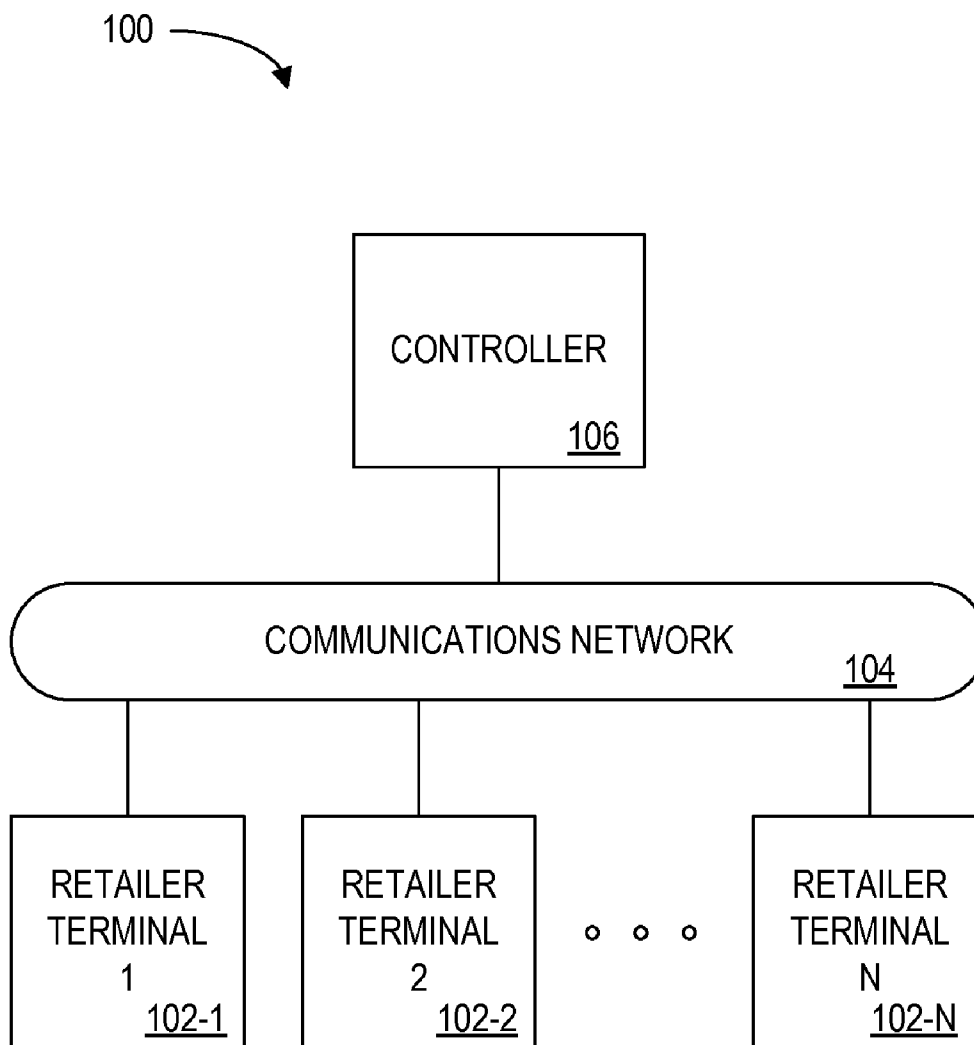 100
CONTROLLER
106
COMMUNICATIONS NETWORK
104
RETAILER
TERMINAL
1
102-1
RETAILER
TERMINAL
2
102-2
RETAILER
TERMINAL
N
102-N